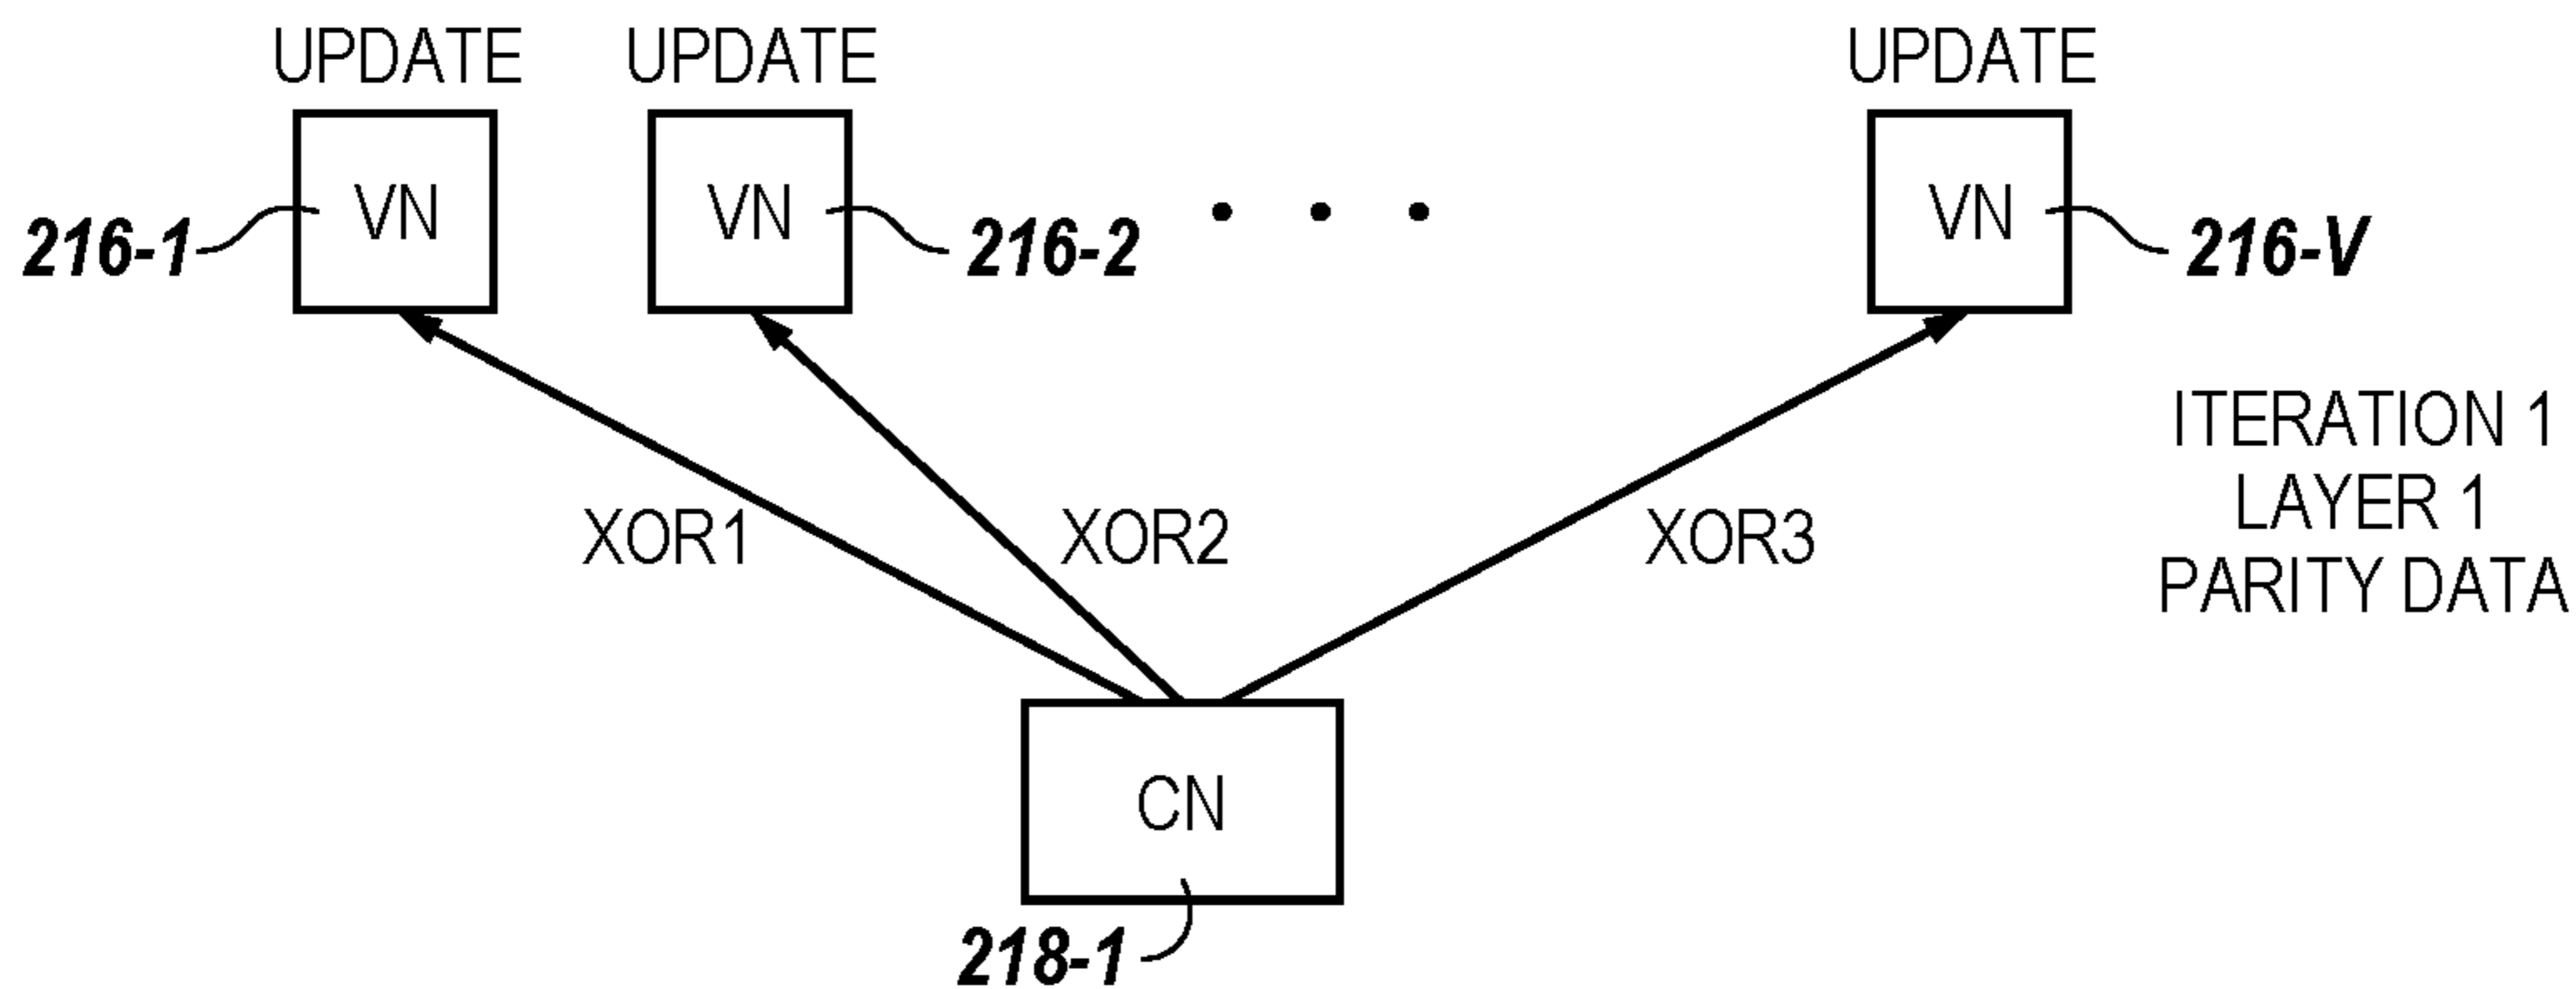 UPDATE UPDATE UPDATE
VN VN VN
216-1 216-2 216-V
ITERATION 1
LAYER 1
PARITY DATA
XOR1 XOR2 XOR3
CN
218-1